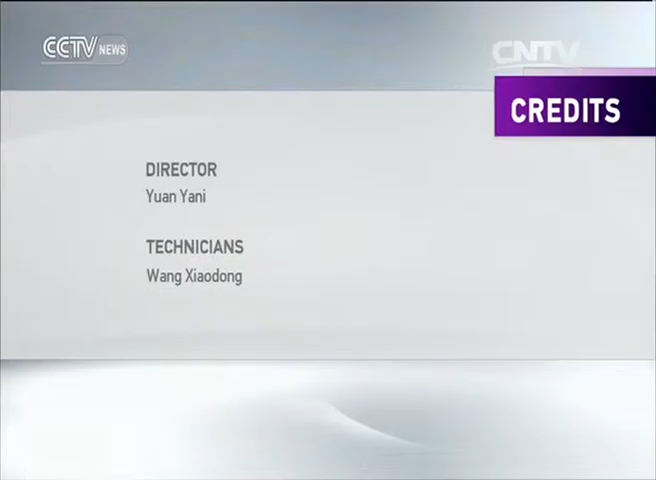 CCTV NEWS
CNTV
CREDITS
DIRECTOR
Yuan Yani
TECHNICIANS
Wang Xiaodong